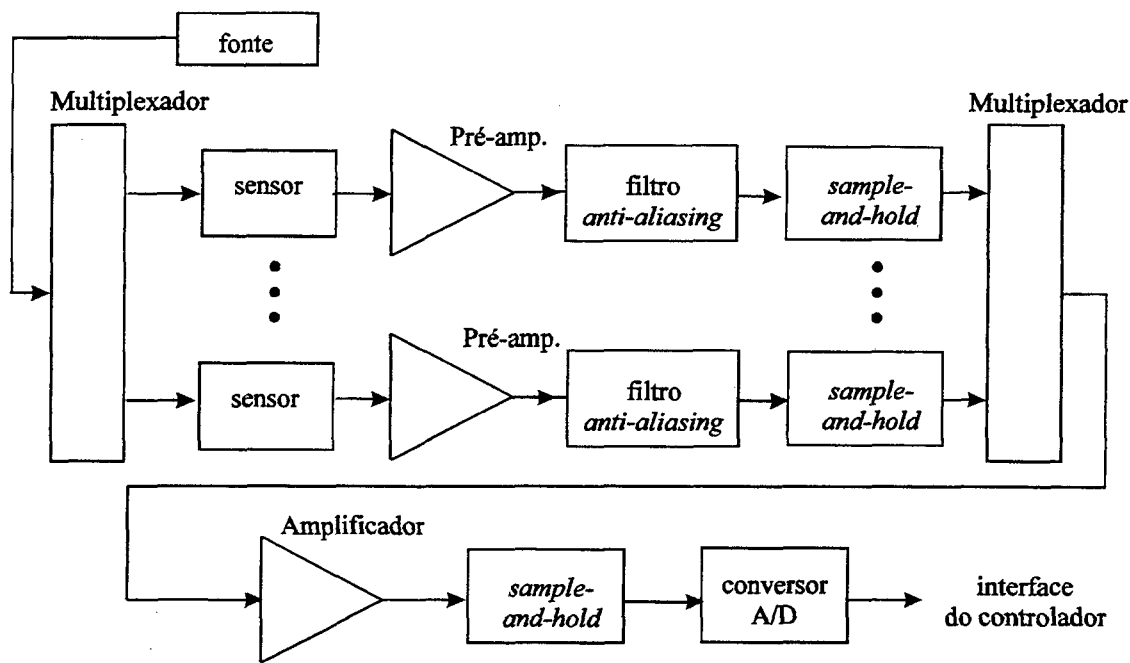 fonte
Multiplexador
Multiplexador
Pré-amp.
sensor
filtro
anti-aliasing
sample-
and-hold
Pré-amp.
sensor
filtro
anti-aliasing
sample-
and-hold
Amplificador
sample-
and-hold
conversor
A/D
interface
do controlador